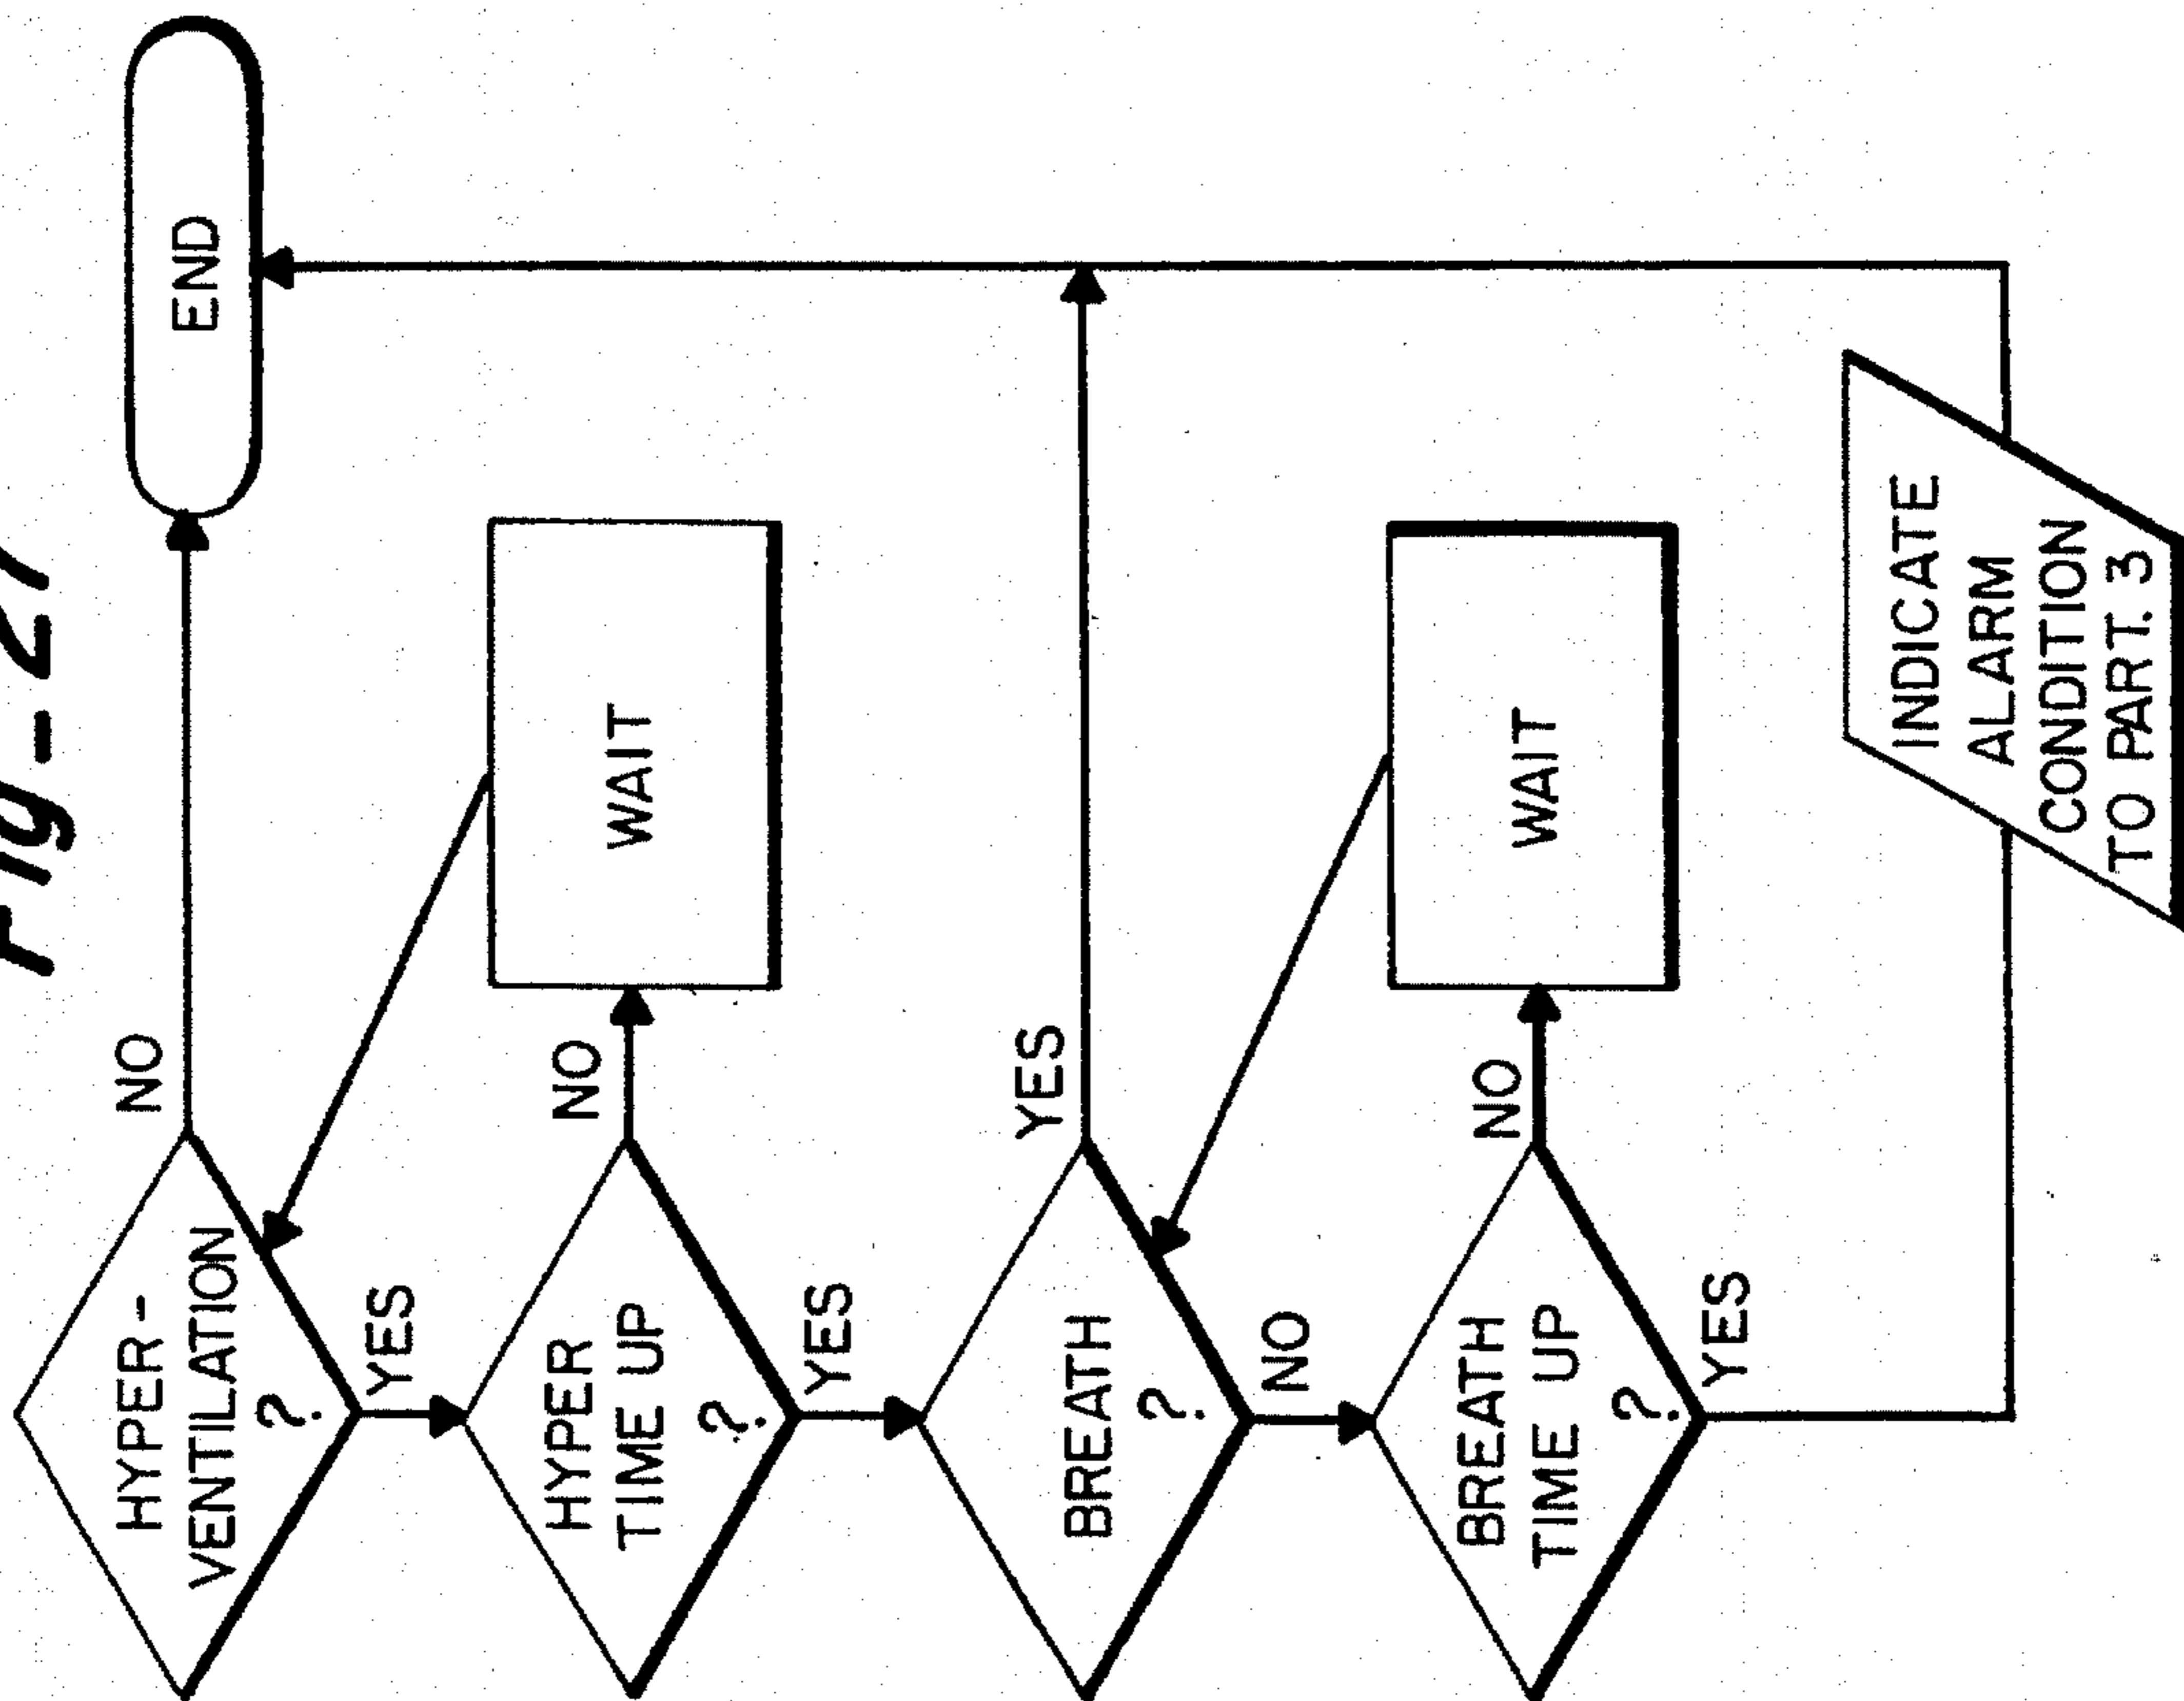 Fig-27
HYPER-
VENTILATION
?
NO
END
YES
HYPER
TIME UP
?
NO
WAIT
YES
BREATH
?
YES
NO
BREATH
TIME UP
?
NO
WAIT
YES
INDICATE
ALARM
CONDITION
TO PART. 3